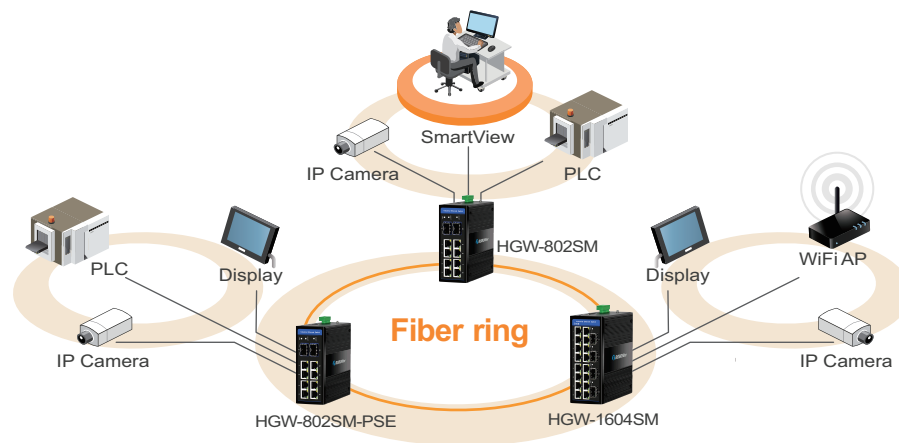 SmartView
IP Camera
PLC
HGW-802SM
PLC
Display
Display
WiFi AP
Fiber ring
IP Camera
IP Camera
HGW-802SM-PSE
HGW-1604SM